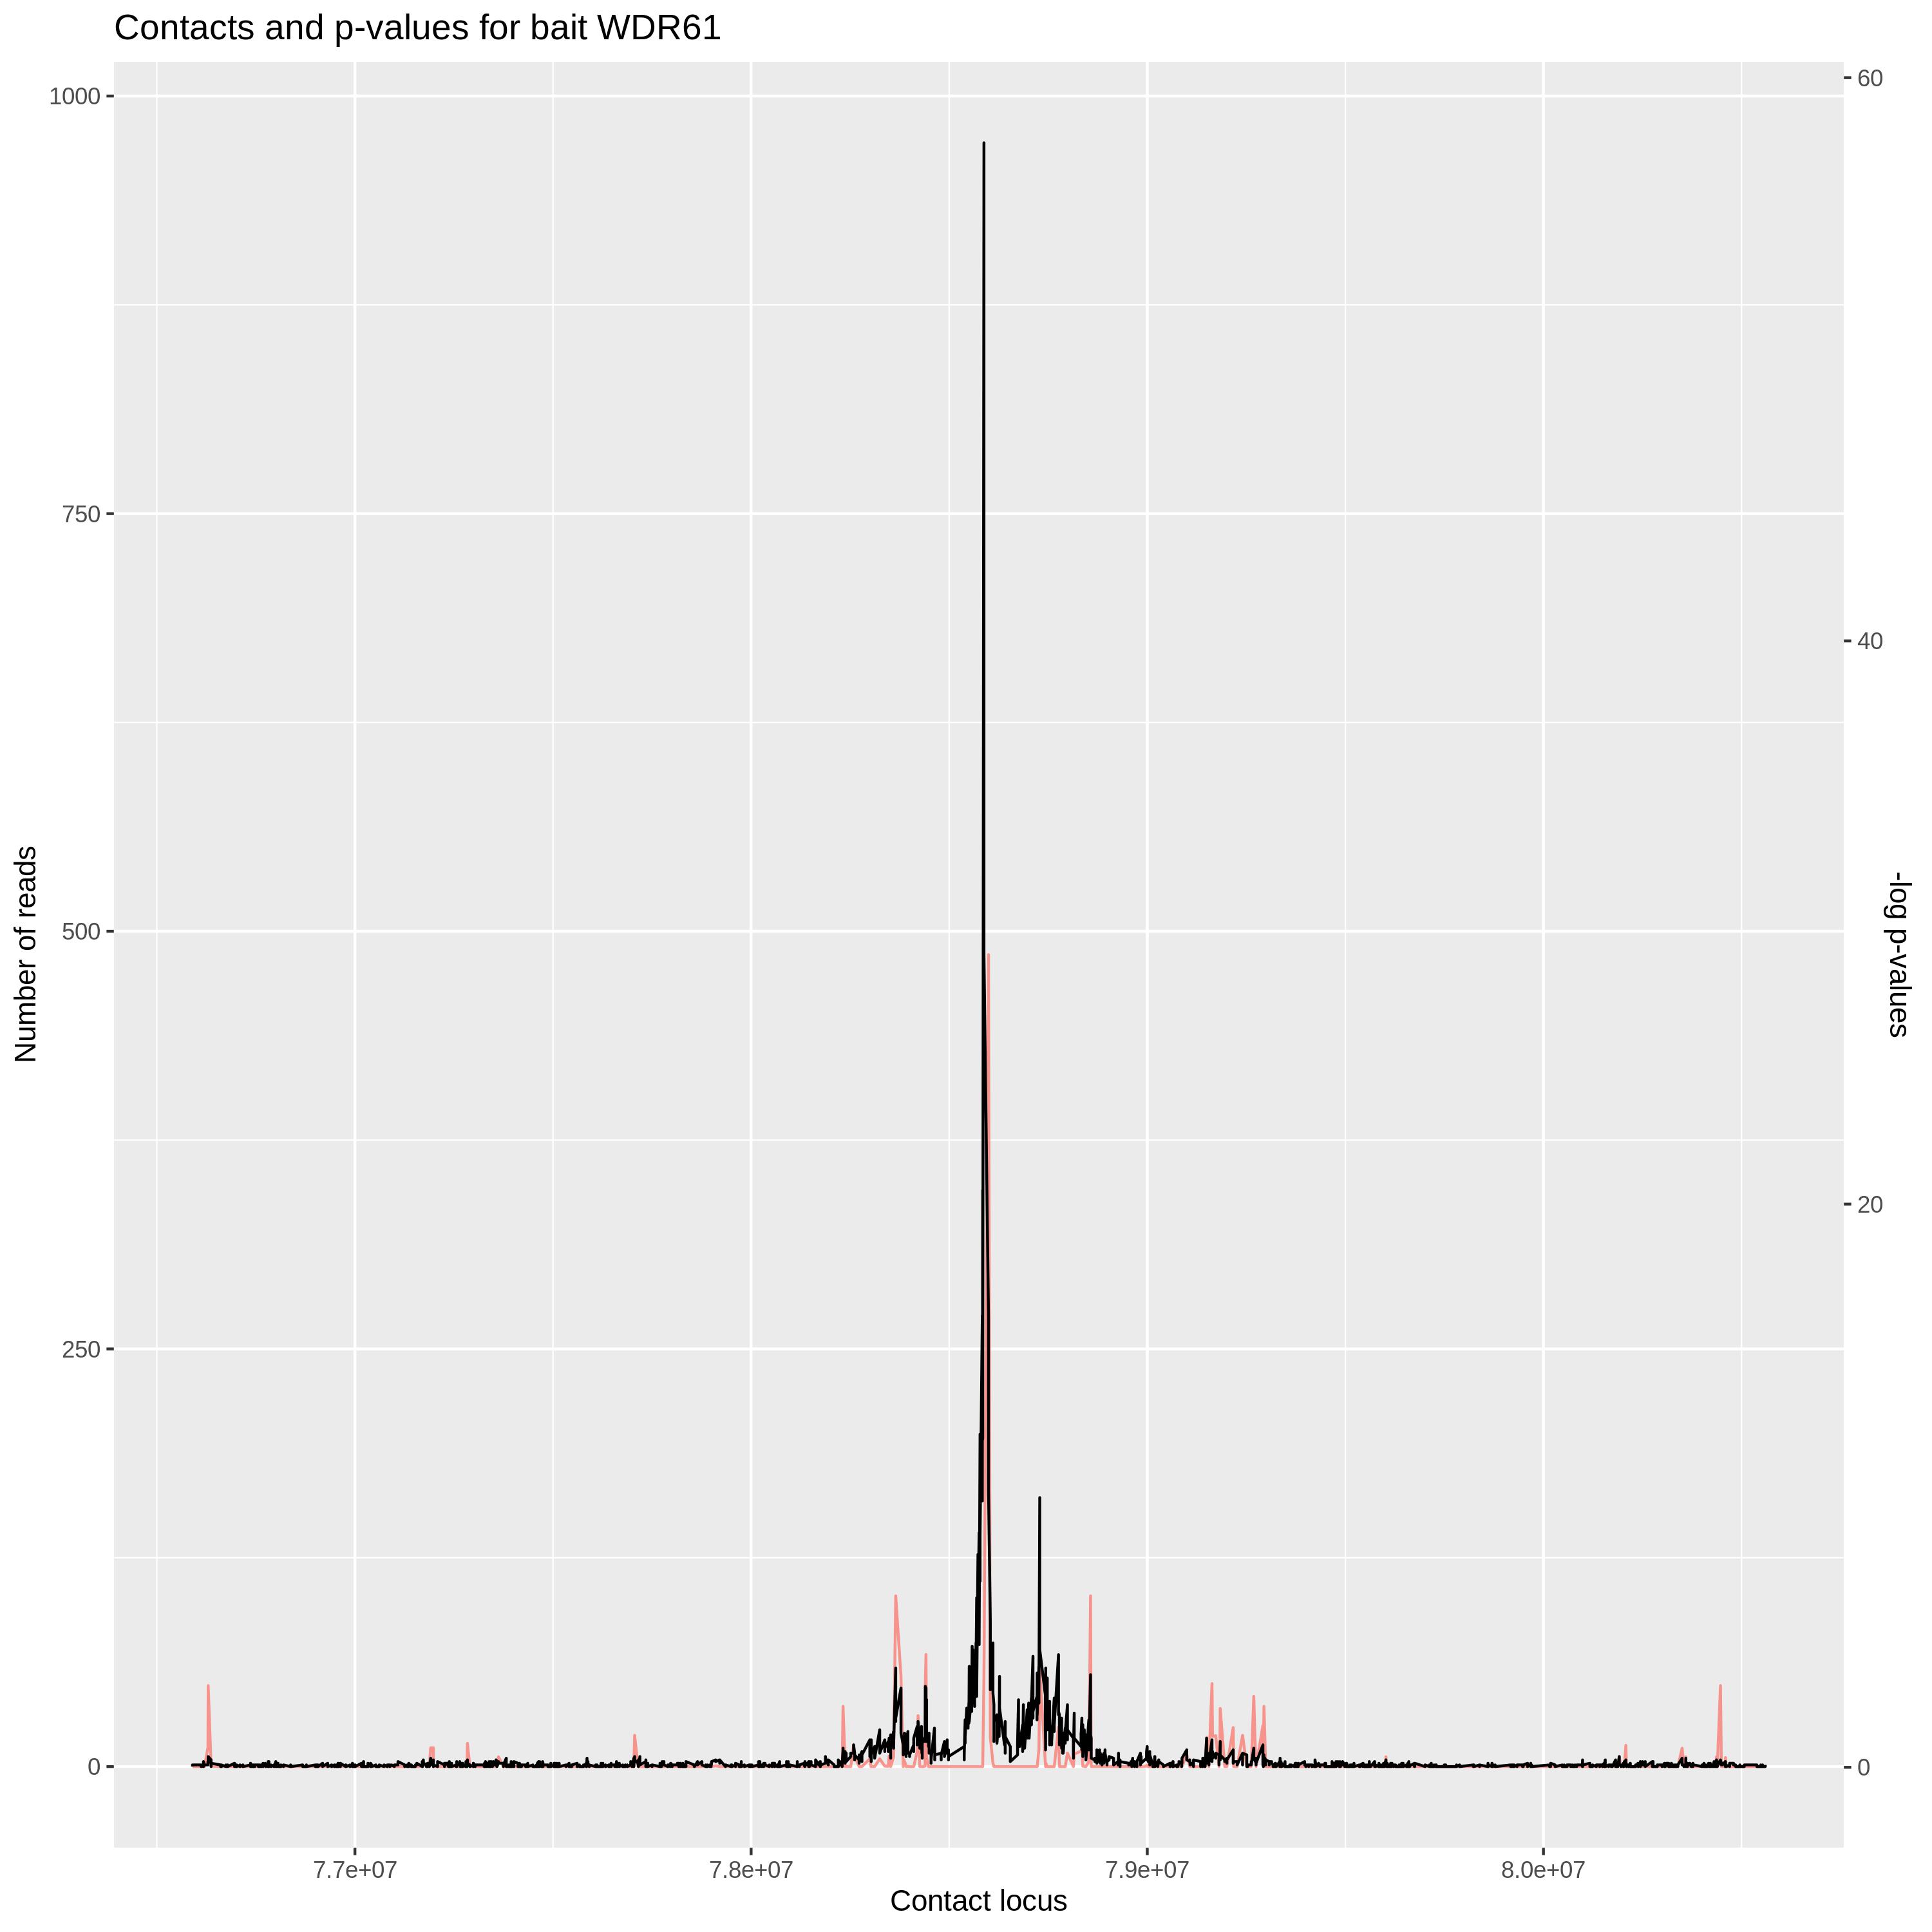 Contacts and p-values for bait WDR61
1000
750
500
250
0
Number of reads
60
40
20
0
-log p-values
7.7e+07
7.8e+07
7.9e+07
8.0e+07
Contact locus